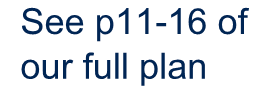 See p11-16 of
our full plan